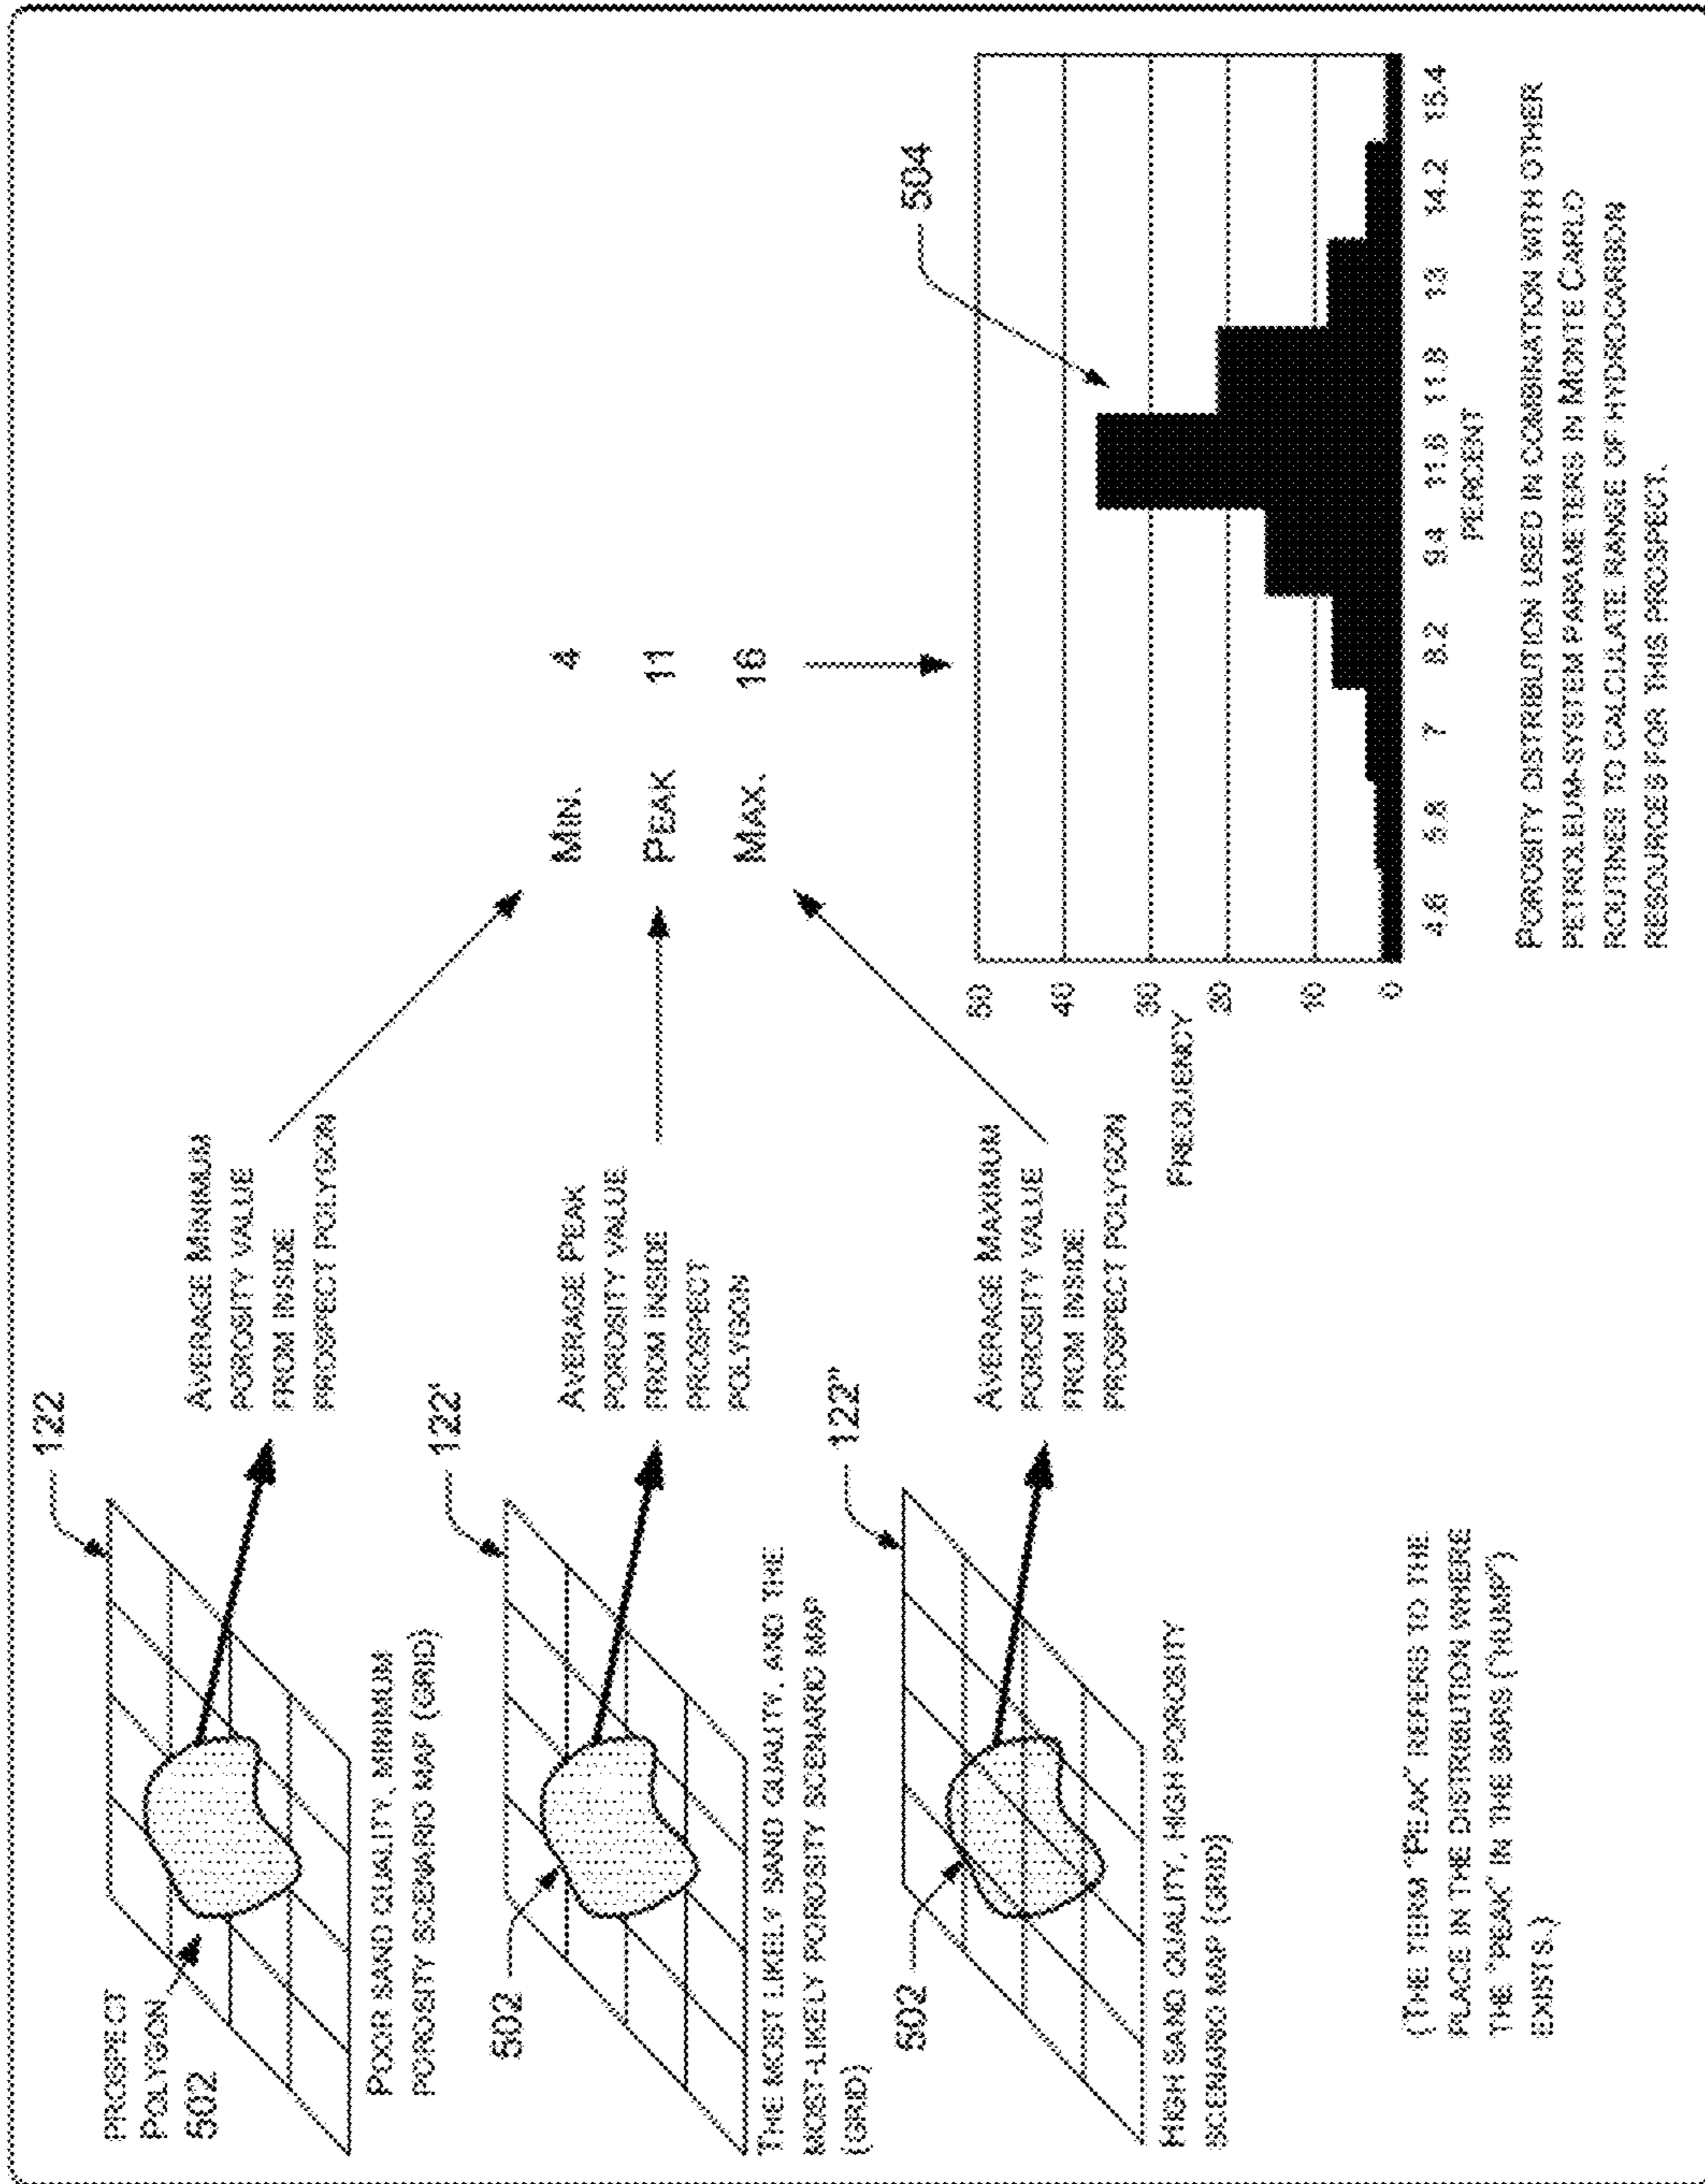 PROSPECT
POLYGON
502
122
POOR SAND QUALITY, MINIMUM
POROSITY SCENARIO MAP (GRID)
AVERAGE MINIMUM
POROSITY VALUE
FROM INSIDE
PROSPECT POLYGON
502
122'
THE MOST LIKELY SAND QUALITY, AND THE
MOST-LIKELY POROSITY SCENARIO MAP
(GRID)
AVERAGE PEAK
POROSITY VALUE
FROM INSIDE
PROSPECT
POLYGON
502
122"
HIGH SAND QUALITY, HIGH POROSITY
SCENARIO MAP (GRID)
AVERAGE MAXIMUM
POROSITY VALUE
FROM INSIDE
PROSPECT POLYGON
MIN. 4
PEAK 11
MAX. 16
504
50
40
30
20
10
0
FREQUENCY
4.6 5.8 7 8.2 9.4 11.8 11.8 13 14.2 15.4
PERCENT
POROSITY DISTRIBUTION USED IN COMBINATION WITH OTHER
PETROLEUM-SYSTEM PARAMETERS IN MONTE CARLO
ROUTINES TO CALCULATE RANGE OF HYDROCARBON
RESOURCES FOR THIS PROSPECT.
(THE TERM "PEAK" REFERS TO THE
PLACE IN THE DISTRIBUTION WHERE
THE "PEAK" IN THE BARS ("HUMP")
EXISTS.)